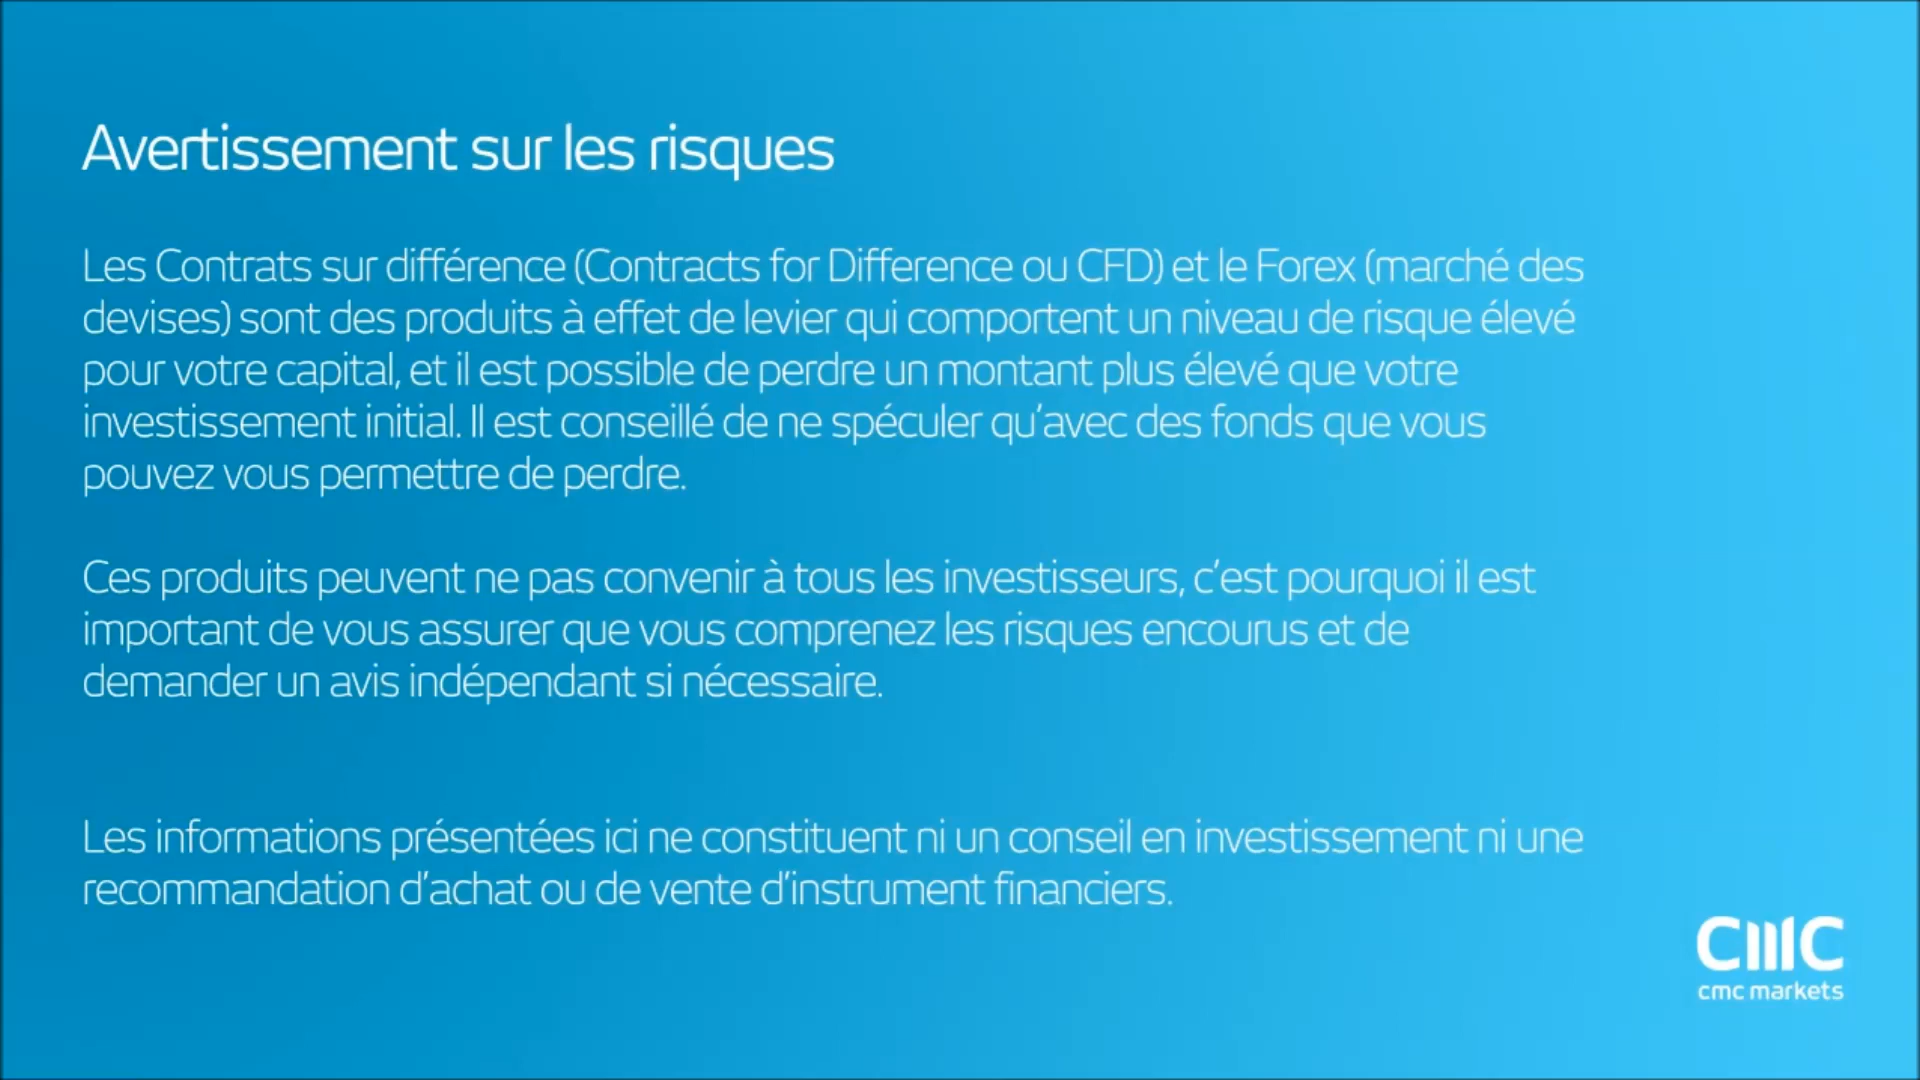 Avertissement sur les risques
Les Contrats sur différence (Contracts for Difference ou CFD) et le Forex (marché des
devises) sont des produits à effet de levier qui comportent un niveau de risque élevé
pour votre capital, et il est possible de perdre un montant plus élevé que votre
investissement initial. Il est conseillé de ne spéculer qu’avec des fonds que vous
pouvez vous permettre de perdre.
Ces produits peuvent ne pas convenir à tous les investisseurs, c’est pourquoi il est
important de vous assurer que vous comprenez les risques encourus et de
demander un avis indépendant si nécessaire.
Les informations présentées ici ne constituent ni un conseil en investissement ni une
recommandation d’achat ou de vente d’instrument financiers.
CMC
cmc markets